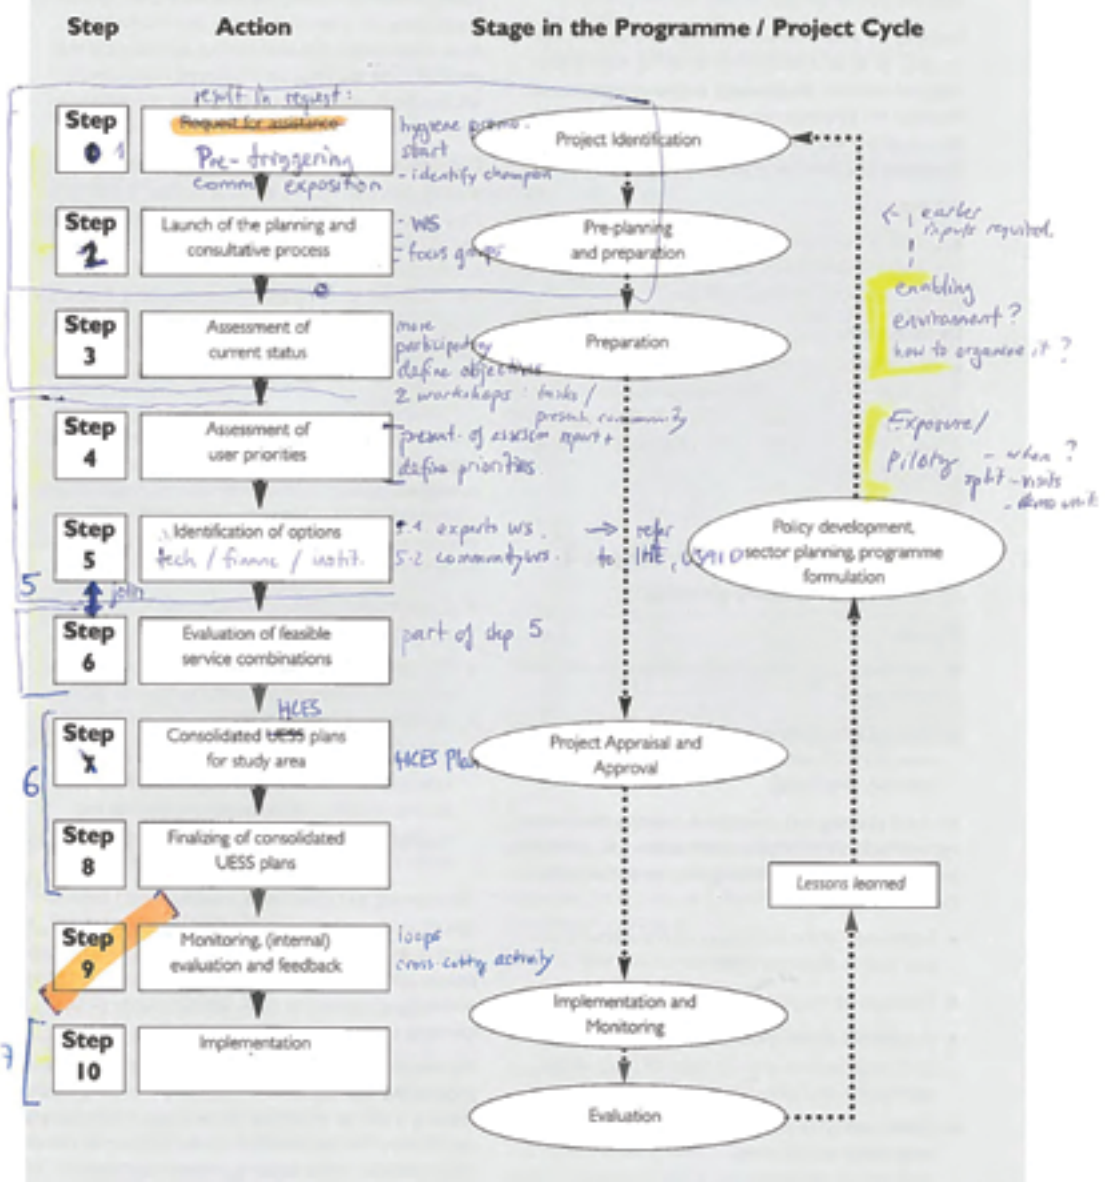 Step
Action
Stage in the Programme / Project Cycle
result in request:
Step
1
Request for assistance
Pre-triggering
comm. exposition
hygiene promo.
start
- identify champion
Project Identification
Step
2
Launch of the planning and
consultative process
- WS
- focus groups
Pre-planning
and preparation
Step
3
Assessment of
current status
more
participatory
define objectives
Preparation
2 workshops : tasks /
present. community
Step
4
Assessment of
user priorities
present. of assessm report +
define priorities
Step
5
Identification of options
tech / financ / instit.
5.1 experts WS.
5.2 community WS.
→ refer
to IHE,
5
join
Step
6
Evaluation of feasible
service combinations
part of step 5
HCES
Step
Consolidated UESS plans
for study area
HCES Plan
Project Appraisal and
Approval
6
Step
8
Finalizing of consolidated
UESS plans
Step
9
Monitoring, (internal)
evaluation and feedback
loops
cross cutting activity
Implementation and
Monitoring
7
Step
10
Implementation
Evaluation
Lessons learned
Policy development,
sector planning, programme
formulation
earlier
inputs required.
enabling
environment ?
how to organise it ?
Exposure /
Piloting
- when ?
split-visits
- demo unit